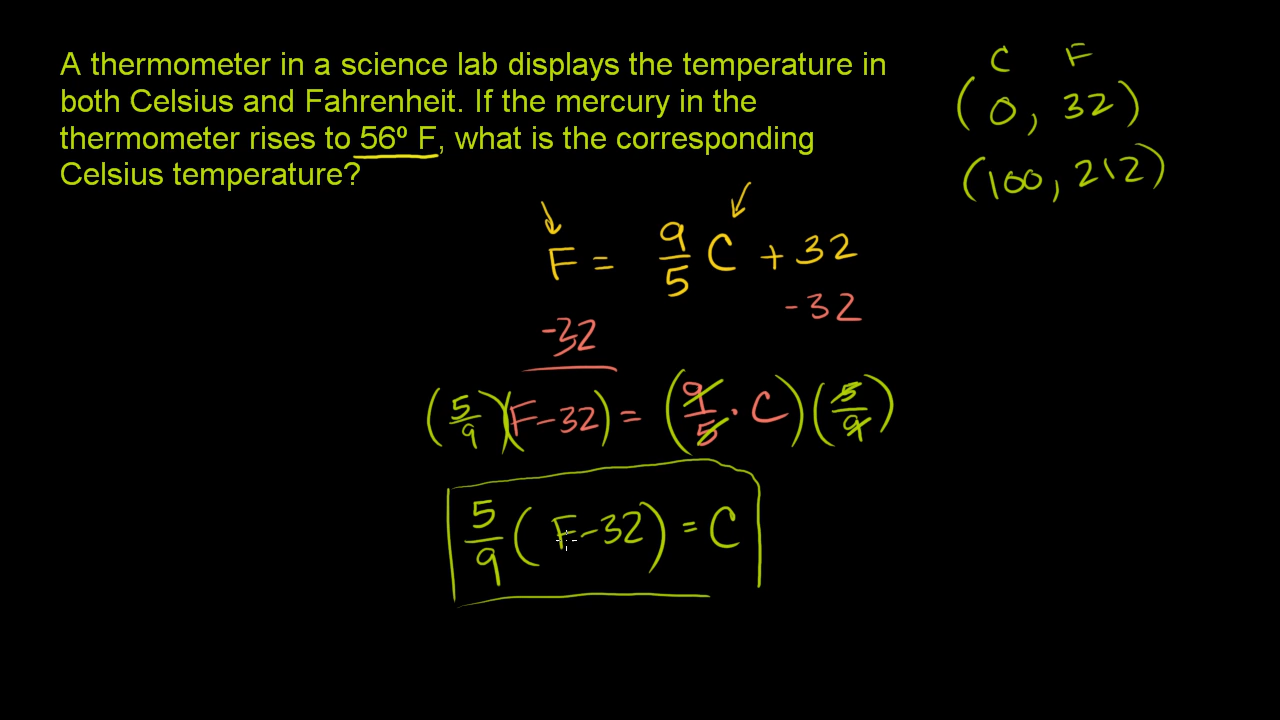 A thermometer in a science lab displays the temperature in
both Celsius and Fahrenheit. If the mercury in the
thermometer rises to 56º F, what is the corresponding
Celsius temperature?
C F
(0, 32)
(100, 212)
F = 9/5 C + 32
-32 -32
(5/9)(F-32) = (9/5 · C)(5/9)
5/9 (F-32) = C